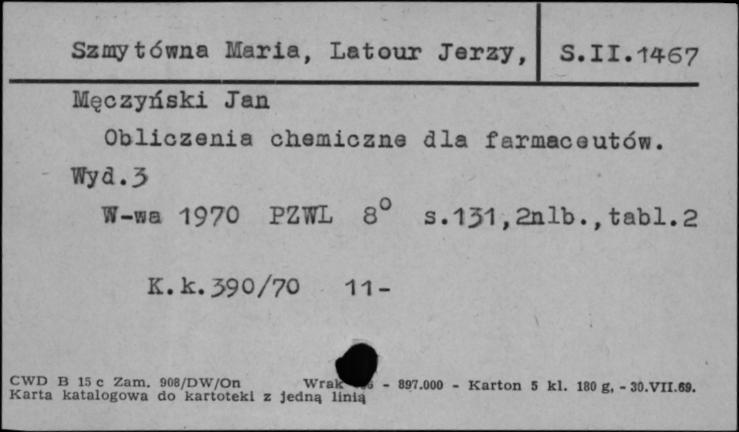 Szmytówna Maria, Latour Jerzy, S.II.1467
Męczyński Jan
Obliczenia chemiczne dla farmaceutów.
Wyd.3
W-wa 1970 PZWL 8° s.131,2nlb.,tabl.2
K.k.390/70 11-
CWD B 15 c Zam. 908/DW/On Wrak - 897.000 - Karton 5 kl. 180 g, - 30.VII.69.
Karta katalogowa do kartoteki z jedną linią